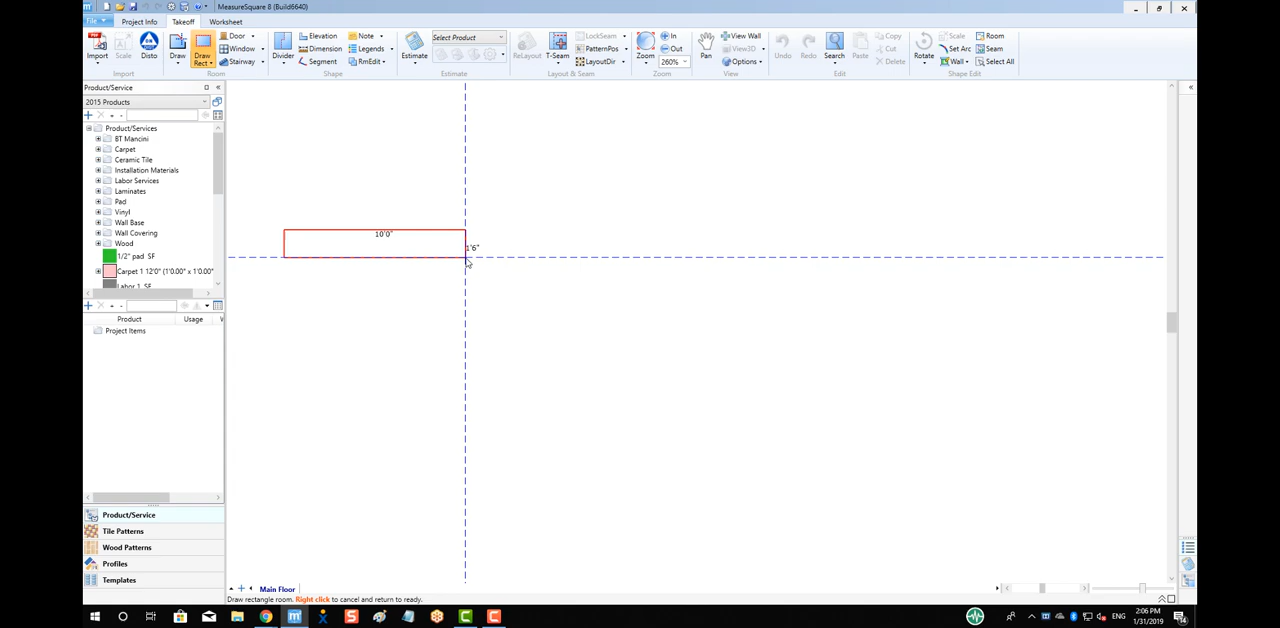 MeasureSquare 8 (Build6640)
File Project Info Takeoff Worksheet
Import Scale Disto
Import
Draw Draw Rect Door Window Stairway
Room
Divider Elevation Dimension Segment Note Legends RmEdit
Shape
Estimate Select Product
Estimate
ReLayout T-Seam LockSeam PatternPos LayoutDir
Layout & Seam
Zoom In Out 260%
Zoom
Pan View Wall View3D Options
View
Undo Redo Search Paste Copy Cut Delete
Edit
Rotate Scale Set Arc Wall Room Seam Select All
Shape Edit
Product/Service
2015 Products
Product/Services
BT Mancini
Carpet
Ceramic Tile
Installation Materials
Labor Services
Laminates
Pad
Vinyl
Wall Base
Wall Covering
Wood
1/2" pad SF
Carpet 1 12'0" (1'0.00" x 1'0.00"
Labor 1 SF
Product Usage
Project Items
10'0"
1'6"
Product/Service
Tile Patterns
Wood Patterns
Profiles
Templates
Main Floor
Draw rectangle room. Right click to cancel and return to ready.
ENG
2:06 PM
1/31/2019